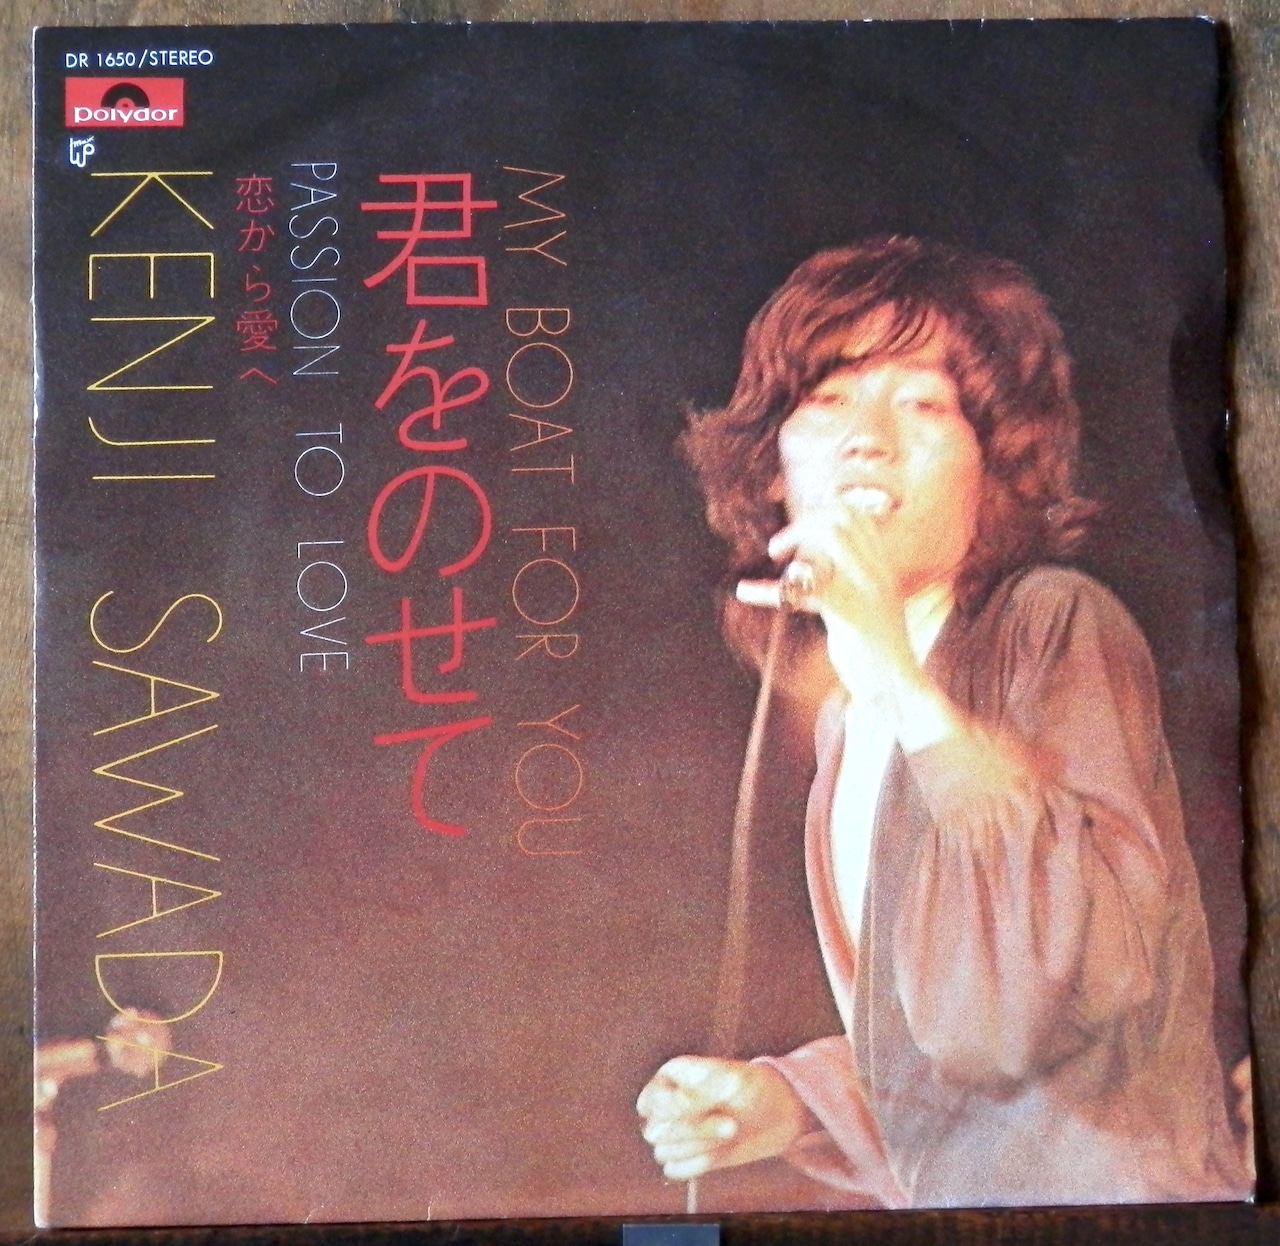 DR 1650/STEREO
polydor
MY BOAT FOR YOU
君をのせて
PASSION TO LOVE
恋から愛へ
KENJI SAWADA